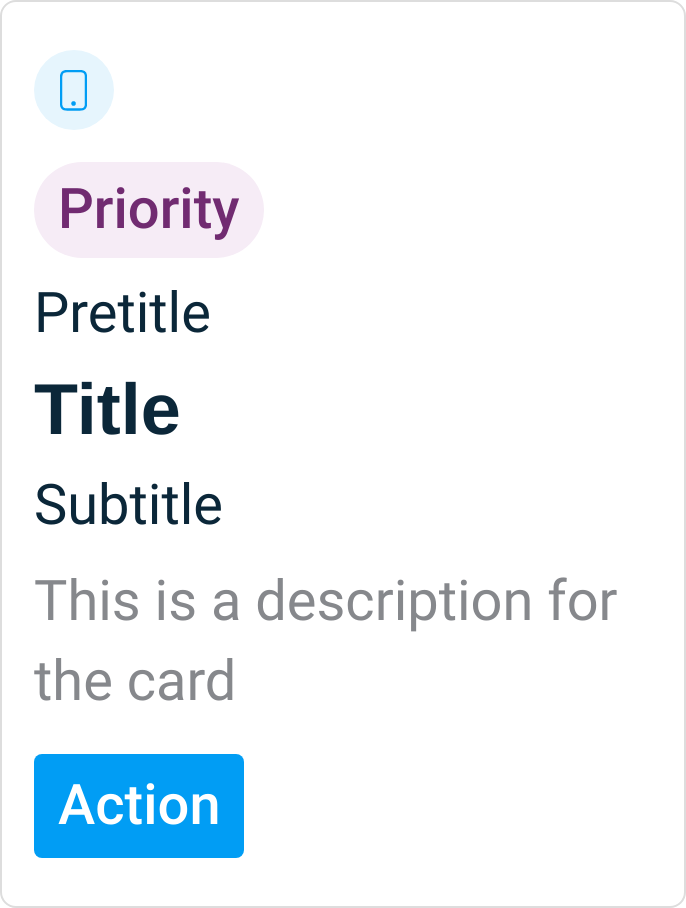 Priority
Pretitle
Title
Subtitle
This is a description for
the card
Action